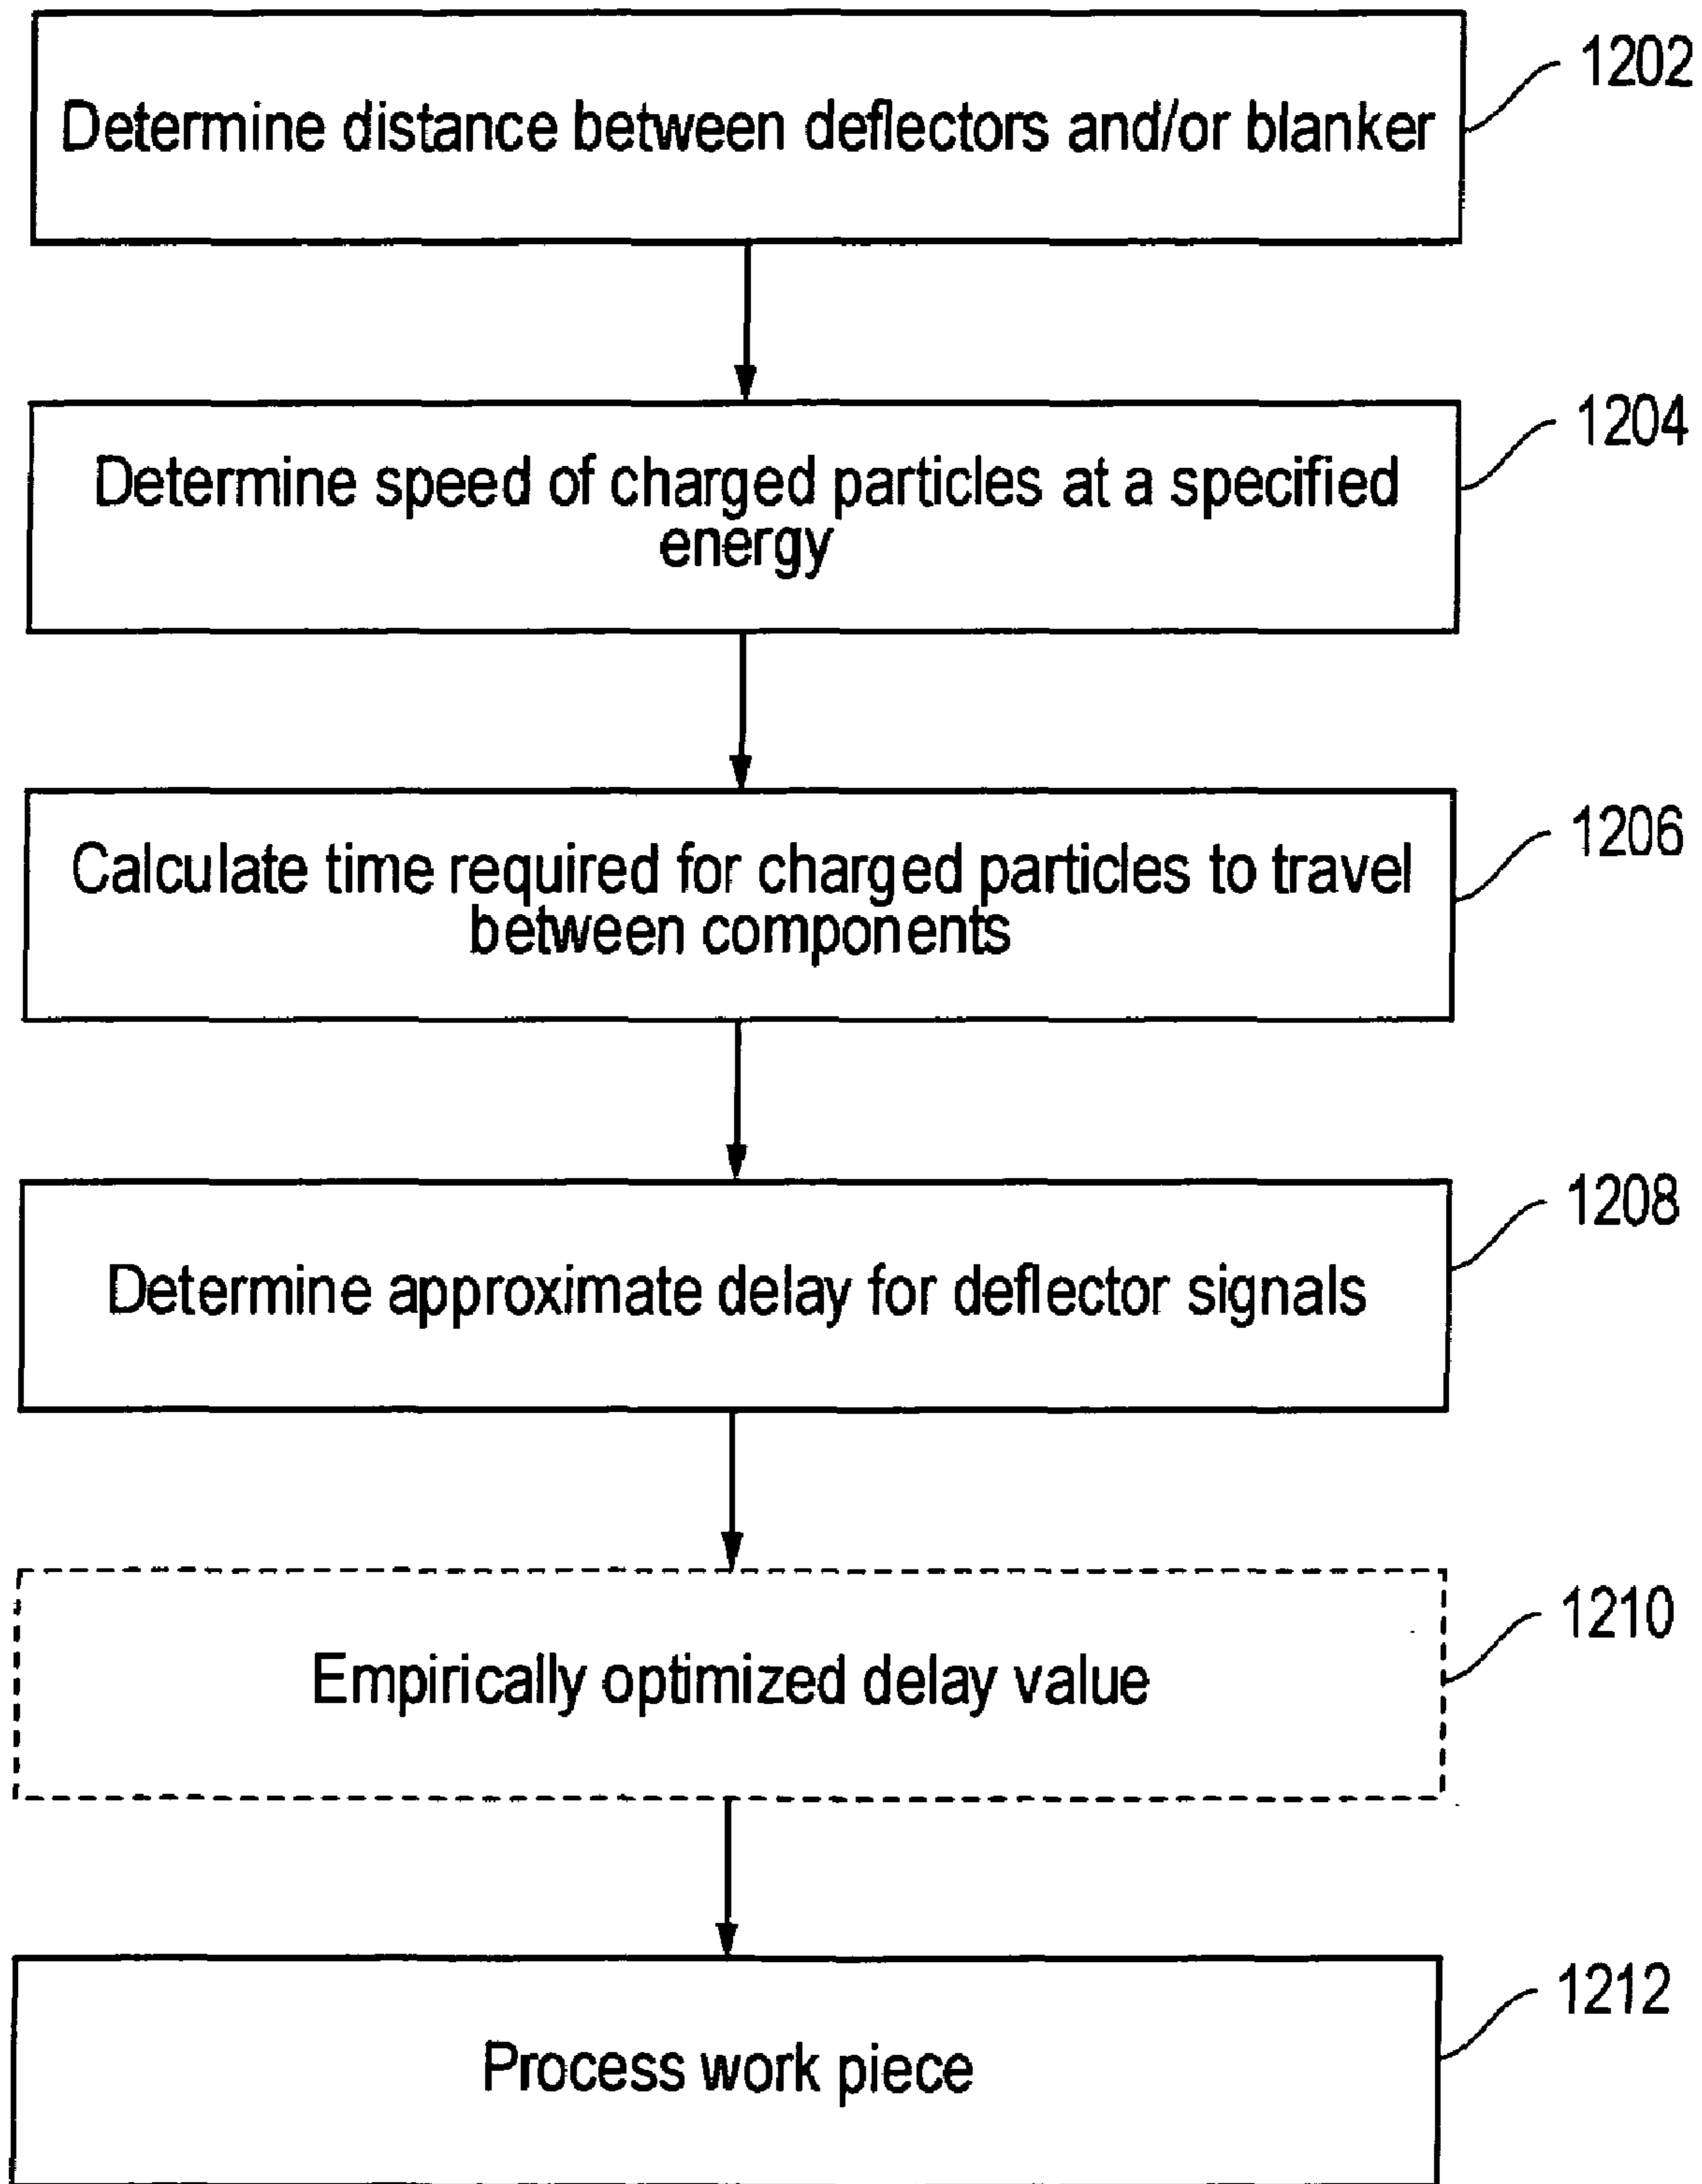 1202
Determine distance between deflectors and/or blanker
1204
Determine speed of charged particles at a specified
energy
1206
Calculate time required for charged particles to travel
between components
1208
Determine approximate delay for deflector signals
1210
Empirically optimized delay value
1212
Process work piece